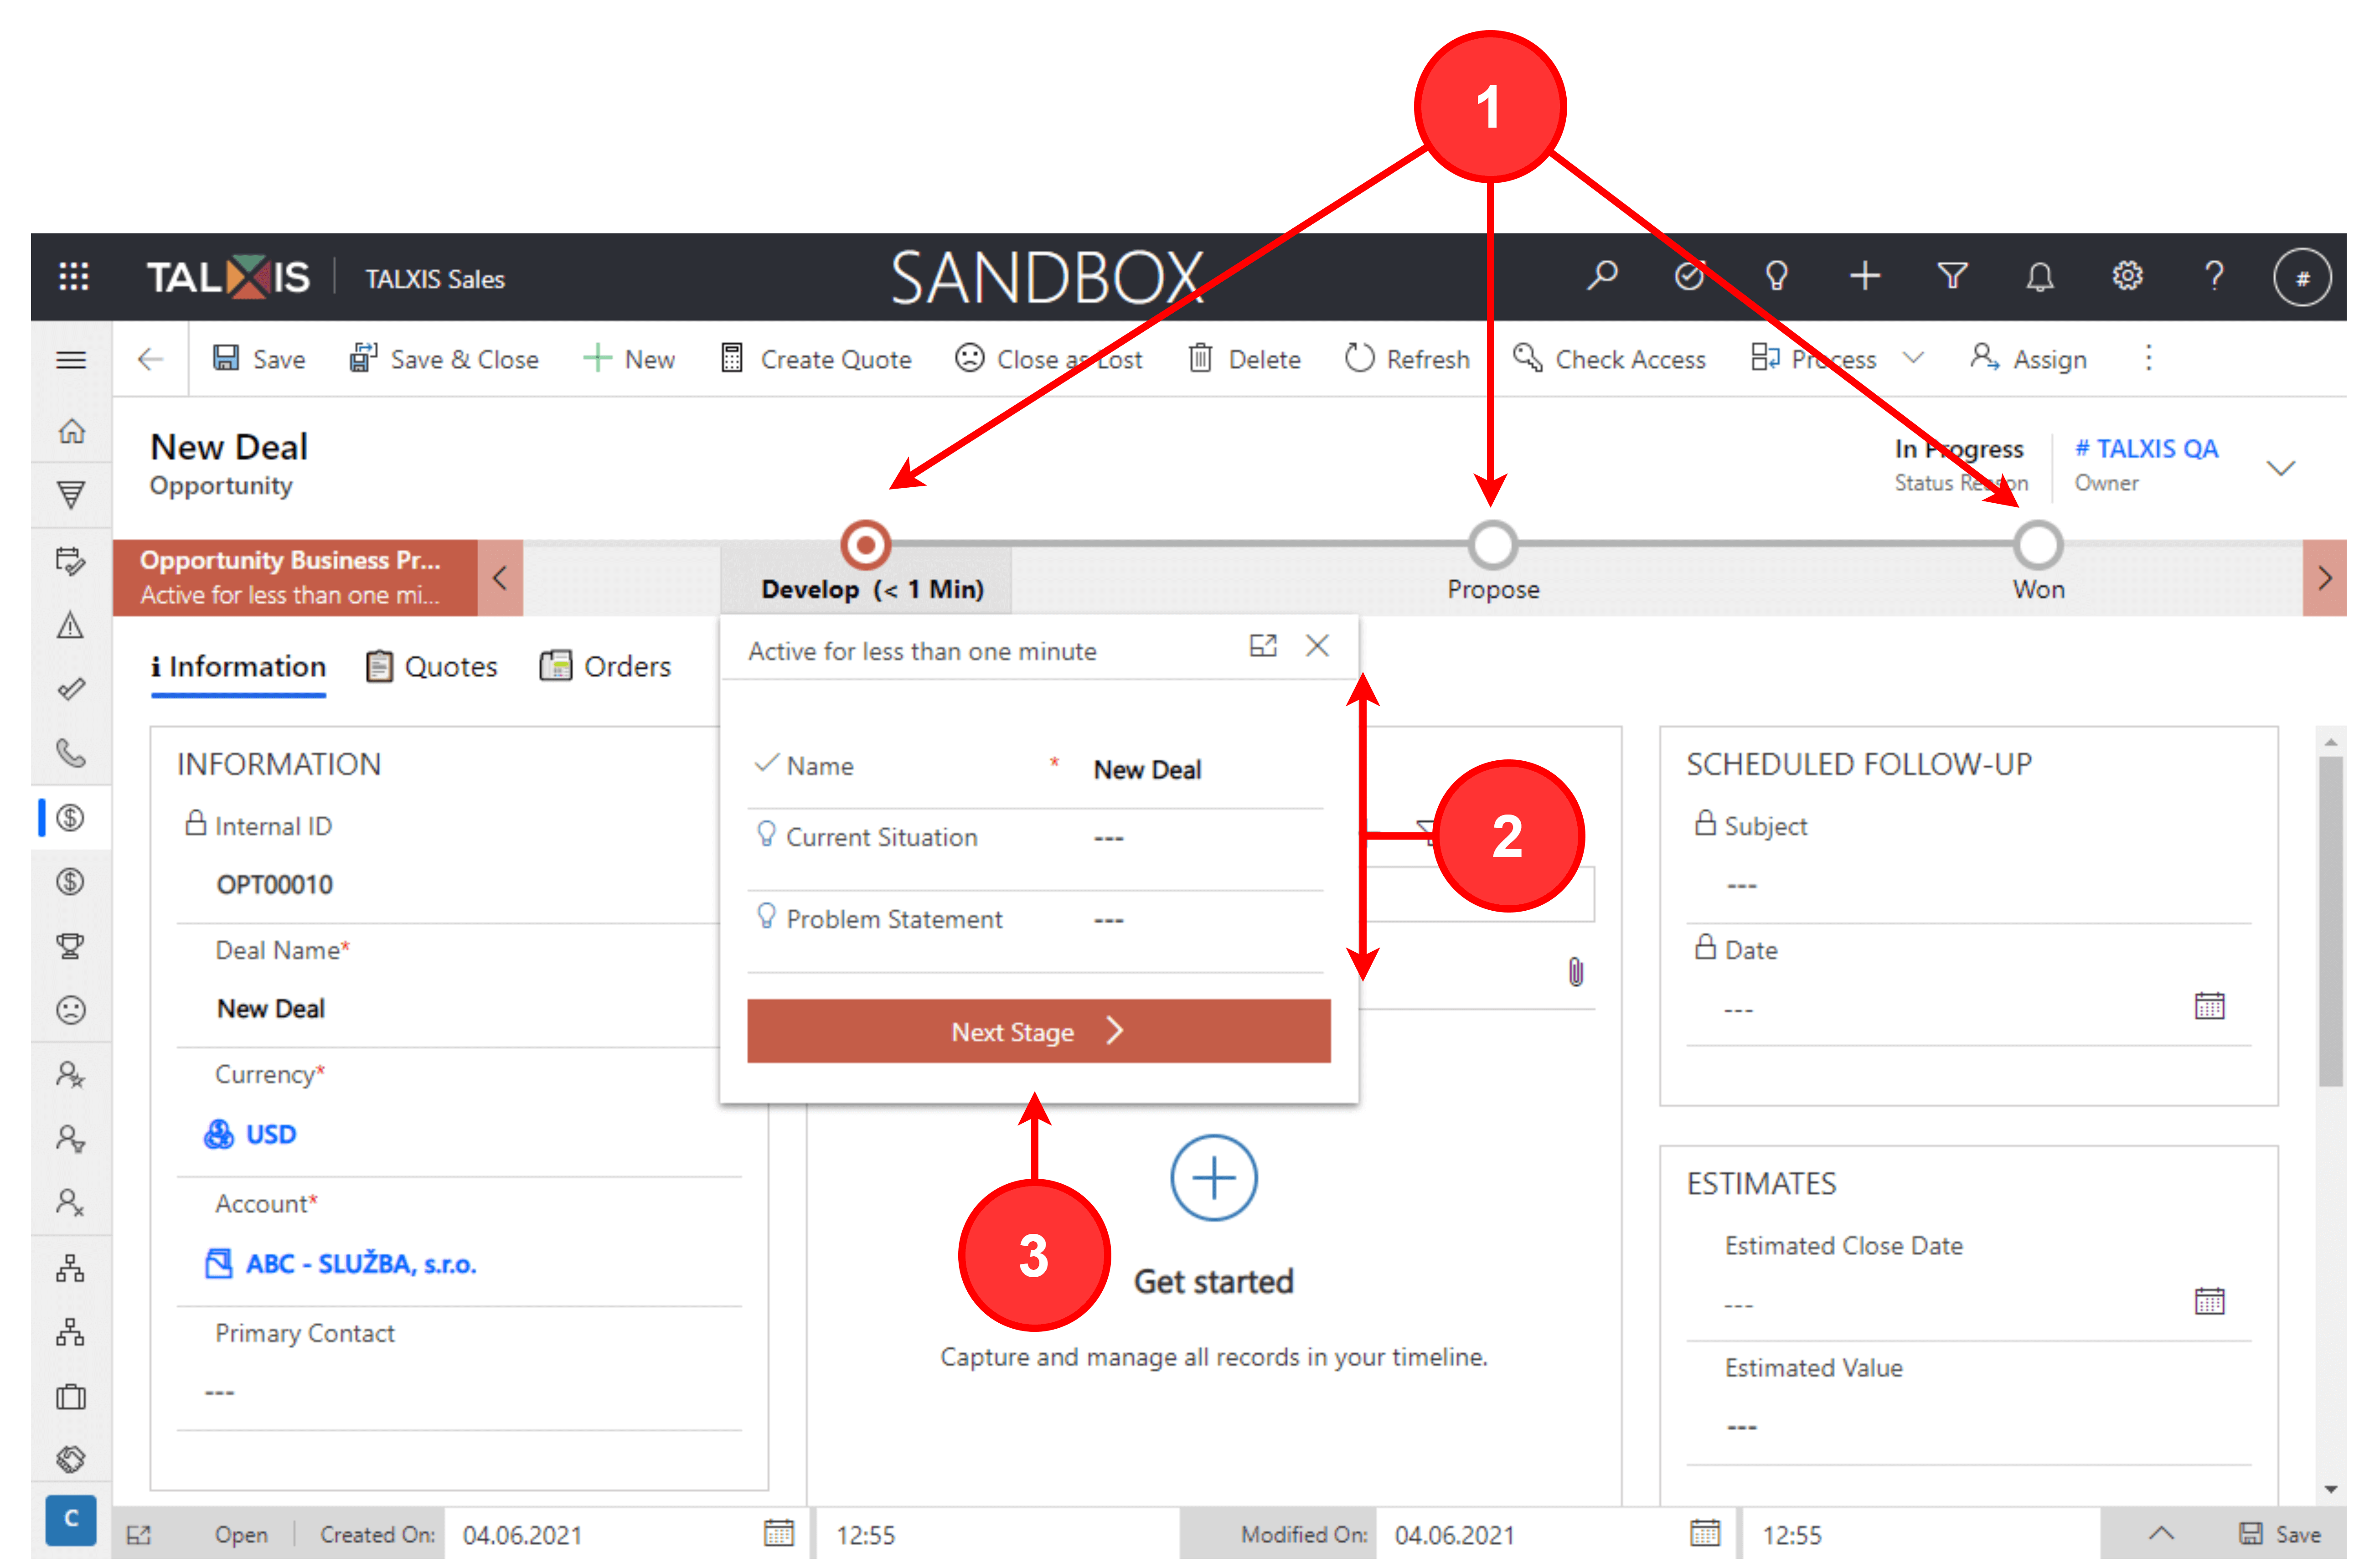 1
TALXIS TALXIS Sales SANDBOX ? #
Save Save & Close New Create Quote Close as Lost Delete Refresh Check Access Process Assign
New Deal
Opportunity
In Progress
Status Reason
# TALXIS QA
Owner
Opportunity Business Pr...
Active for less than one mi...
Develop (< 1 Min)
Propose
Won
Information Quotes Orders
Active for less than one minute
Name * New Deal
Current Situation ---
Problem Statement ---
Next Stage
2
3
INFORMATION
Internal ID
OPT00010
Deal Name*
New Deal
Currency*
USD
Account*
ABC - SLUŽBA, s.r.o.
Primary Contact
---
Get started
Capture and manage all records in your timeline.
SCHEDULED FOLLOW-UP
Subject
---
Date
---
ESTIMATES
Estimated Close Date
---
Estimated Value
---
C
Open Created On: 04.06.2021 12:55 Modified On: 04.06.2021 12:55 Save